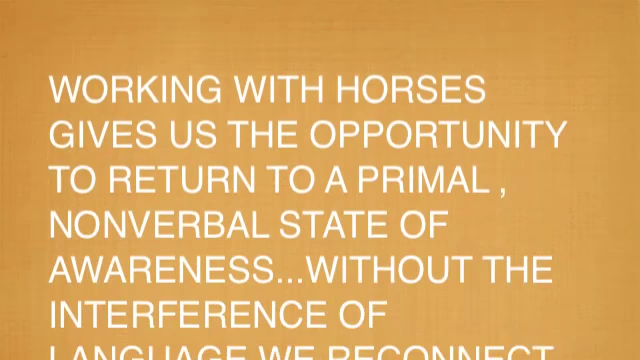 WORKING WITH HORSES
GIVES US THE OPPORTUNITY
TO RETURN TO A PRIMAL ,
NONVERBAL STATE OF
AWARENESS...WITHOUT THE
INTERFERENCE OF
LANGUAGE WE RECONNECT